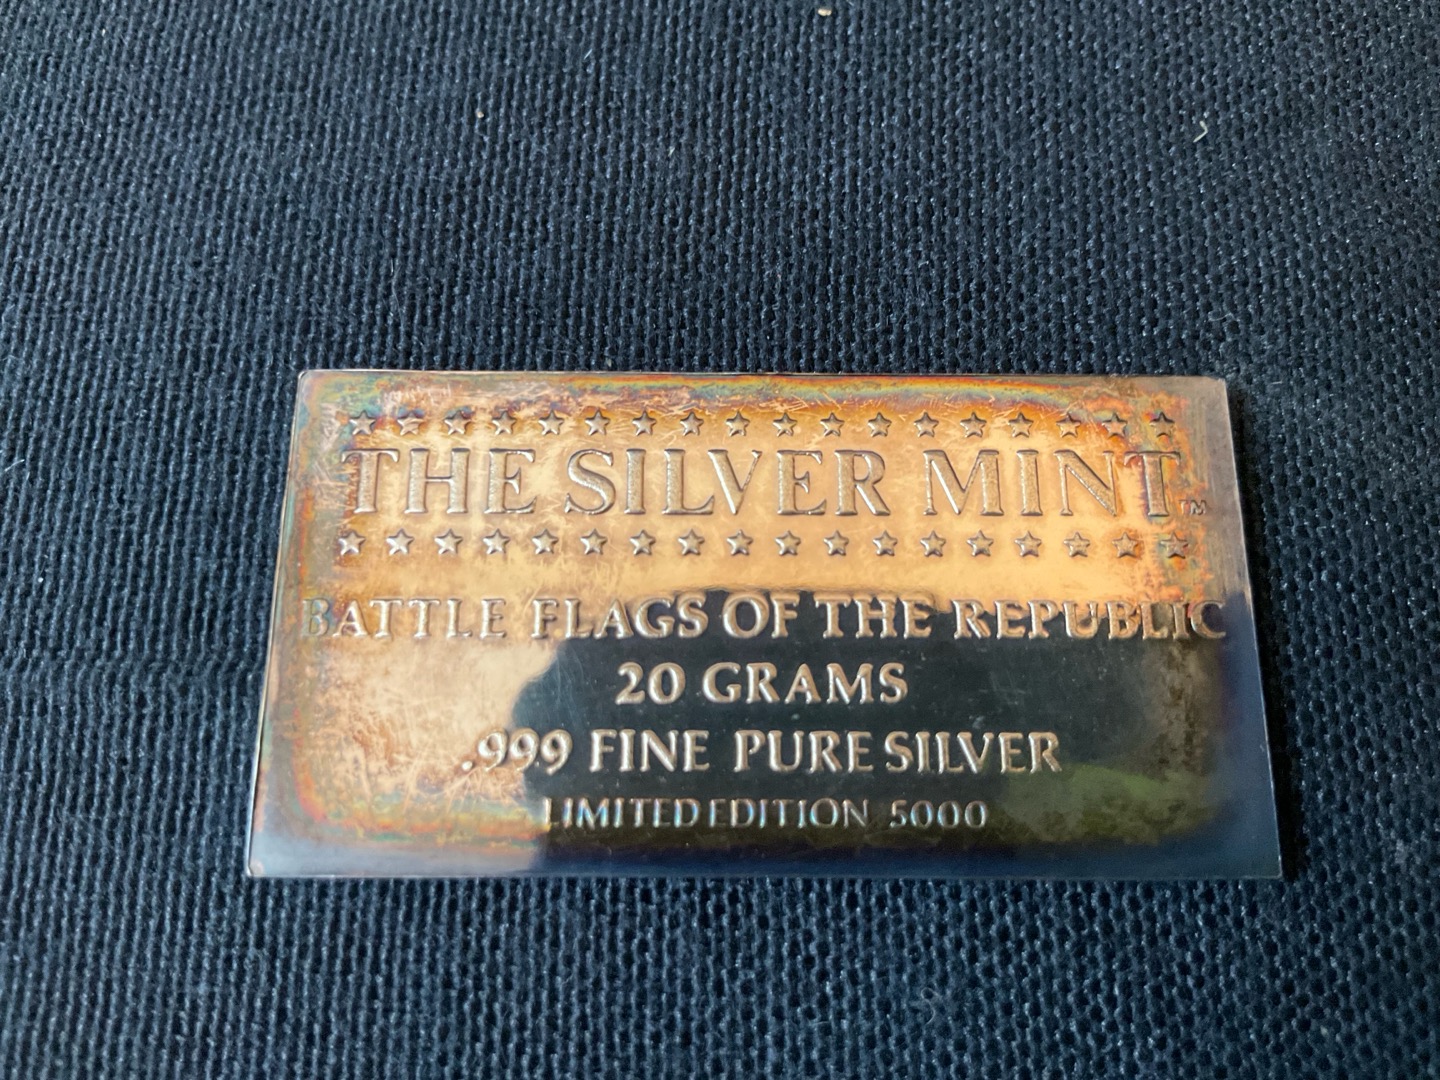 THE SILVER MINT™
BATTLE FLAGS OF THE REPUBLIC
20 GRAMS
.999 FINE PURE SILVER
LIMITED EDITION 5000